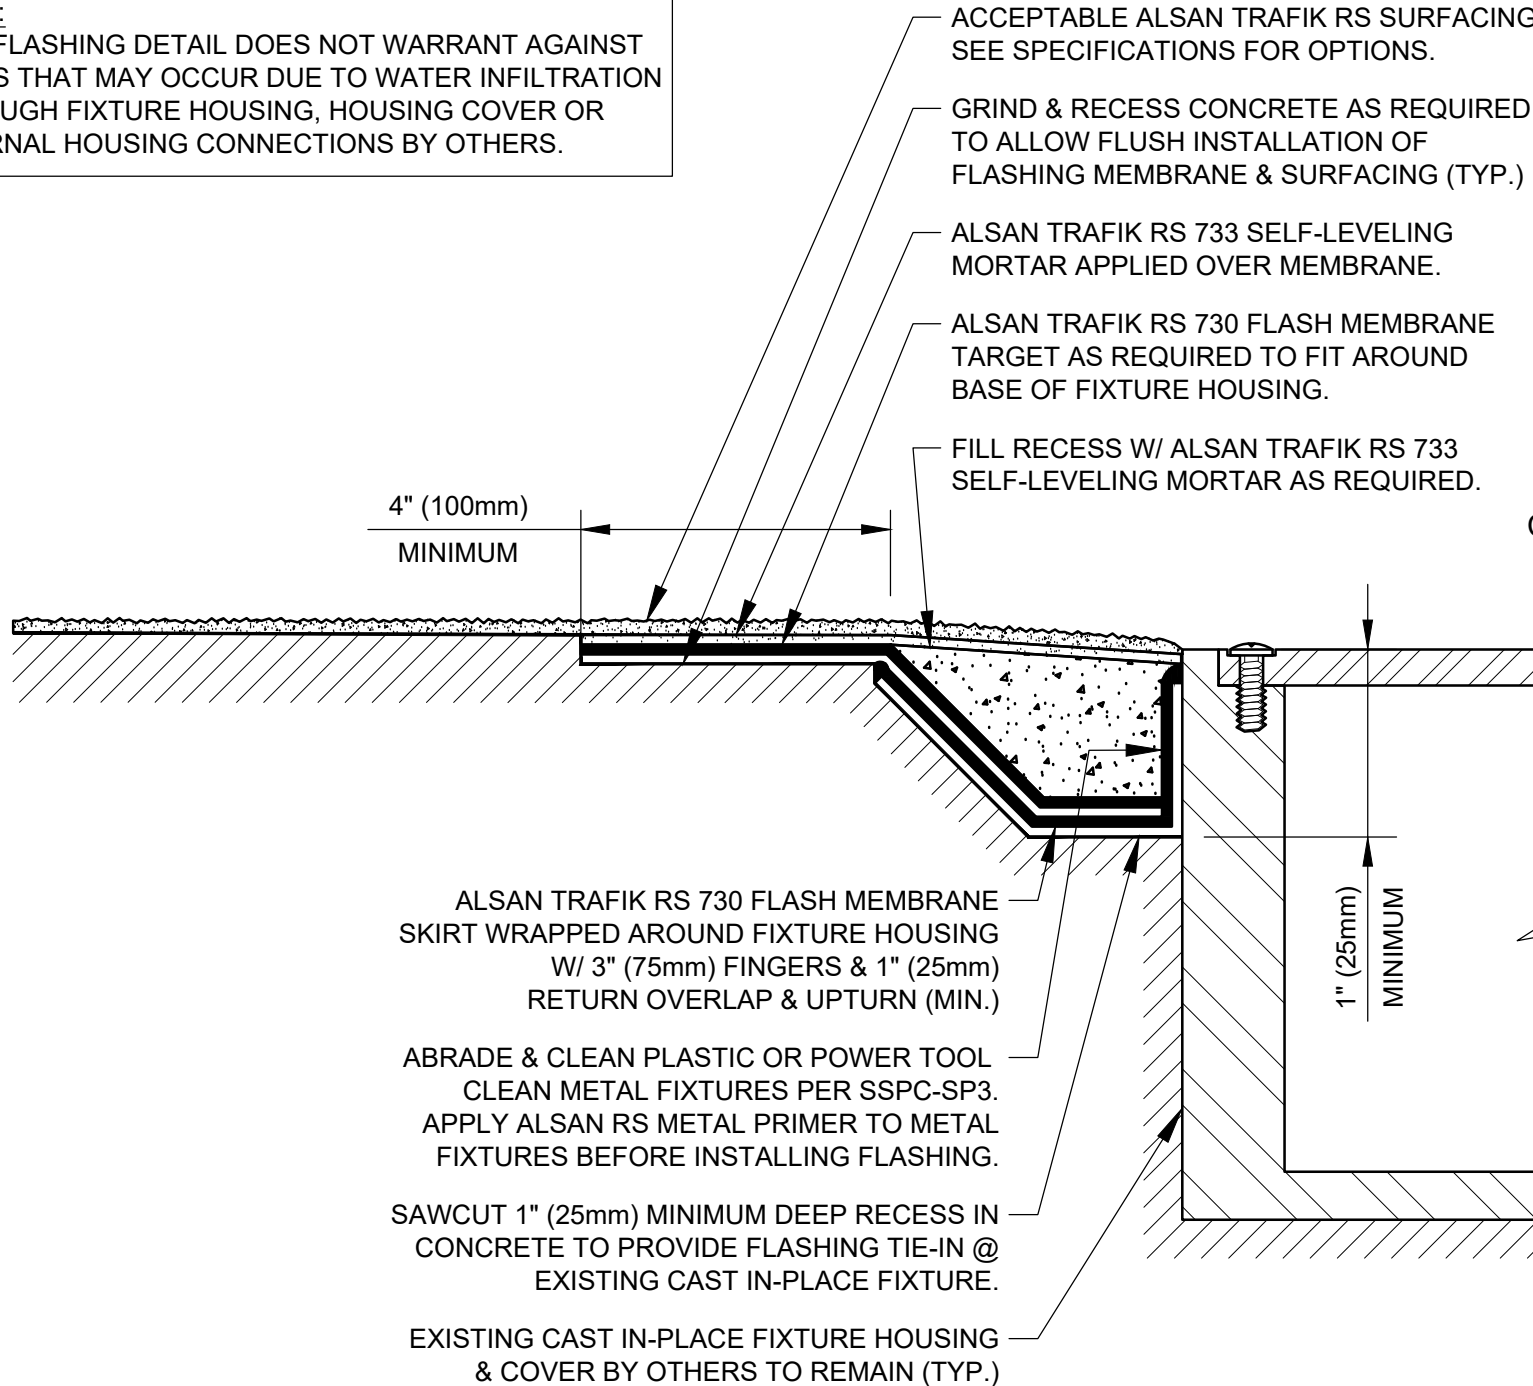 FLASHING DETAIL DOES NOT WARRANT AGAINST
THAT MAY OCCUR DUE TO WATER INFILTRATION
FIXTURE HOUSING, HOUSING COVER OR
HOUSING CONNECTIONS BY OTHERS.
ACCEPTABLE ALSAN TRAFIK RS SURFACING
SEE SPECIFICATIONS FOR OPTIONS.
GRIND & RECESS CONCRETE AS REQUIRED
TO ALLOW FLUSH INSTALLATION OF
FLASHING MEMBRANE & SURFACING (TYP.)
ALSAN TRAFIK RS 733 SELF-LEVELING
MORTAR APPLIED OVER MEMBRANE.
ALSAN TRAFIK RS 730 FLASH MEMBRANE
TARGET AS REQUIRED TO FIT AROUND
BASE OF FIXTURE HOUSING.
FILL RECESS W/ ALSAN TRAFIK RS 733
SELF-LEVELING MORTAR AS REQUIRED.
4" (100mm)
MINIMUM
1" (25mm)
MINIMUM
ALSAN TRAFIK RS 730 FLASH MEMBRANE
SKIRT WRAPPED AROUND FIXTURE HOUSING
W/ 3" (75mm) FINGERS & 1" (25mm)
RETURN OVERLAP & UPTURN (MIN.)
ABRADE & CLEAN PLASTIC OR POWER TOOL
CLEAN METAL FIXTURES PER SSPC-SP3.
APPLY ALSAN RS METAL PRIMER TO METAL
FIXTURES BEFORE INSTALLING FLASHING.
SAWCUT 1" (25mm) MINIMUM DEEP RECESS IN
CONCRETE TO PROVIDE FLASHING TIE-IN @
EXISTING CAST IN-PLACE FIXTURE.
EXISTING CAST IN-PLACE FIXTURE HOUSING
& COVER BY OTHERS TO REMAIN (TYP.)